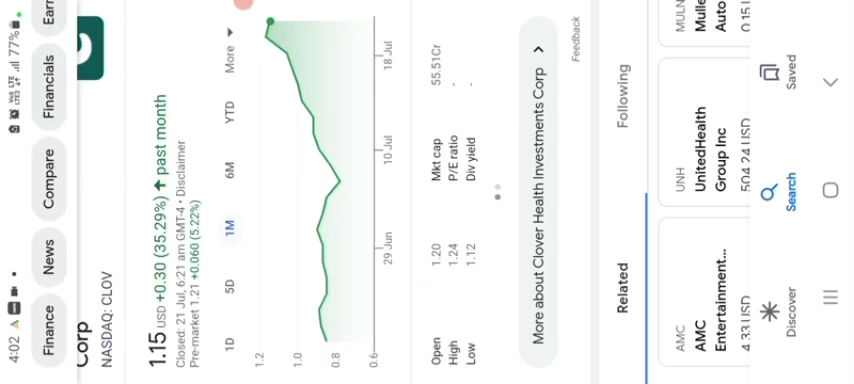 4:02
77%
Finance
News
Compare
Financials
Earn
Corp
NASDAQ: CLOV
1.15 USD +0.30 (35.29%) ↑ past month
Closed: 21 Jul, 6:21 am GMT-4 • Disclaimer
Pre-market 1.21 +0.060 (5.22%)
1D
5D
1M
6M
YTD
More
1.2
1.0
0.8
0.6
29 Jun
10 Jul
18 Jul
Open 1.20 Mkt cap 55.51Cr
High 1.24 P/E ratio -
Low 1.12 Div yield -
More about Clover Health Investments Corp
Feedback
Related
Following
AMC
AMC
Entertainment...
4.33 USD
UNH
UnitedHealth
Group Inc
504.24 USD
MULN
Mulle
Auto
0.15 U
Discover
Search
Saved